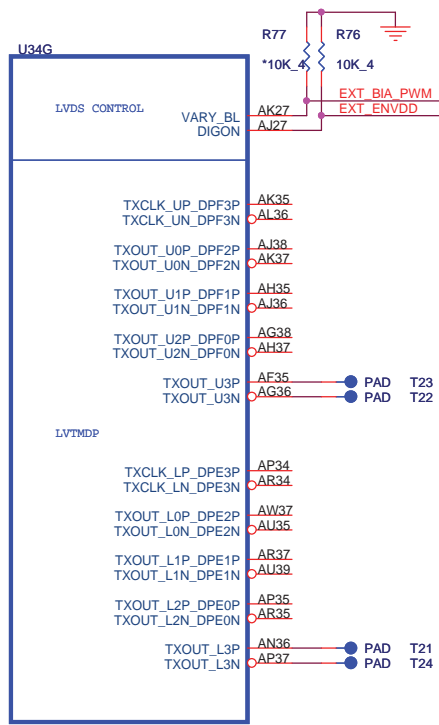 R77 R76
U34G
*10K_4 10K_4
LVDS CONTROL
EXT_BIA_PWM
VARY_BL AK27
EXT_ENVDD
DIGON AJ27
TXCLK_UP_DPF3P AK35
TXCLK_UN_DPF3N AL36
TXOUT_U0P_DPF2P AJ38
TXOUT_U0N_DPF2N AK37
TXOUT_U1P_DPF1P AH35
TXOUT_U1N_DPF1N AJ36
TXOUT_U2P_DPF0P AG38
TXOUT_U2N_DPF0N AH37
TXOUT_U3P AF35 PAD T23
TXOUT_U3N AG36 PAD T22
LVTMDP
TXCLK_LP_DPE3P AP34
TXCLK_LN_DPE3N AR34
TXOUT_L0P_DPE2P AW37
TXOUT_L0N_DPE2N AU35
TXOUT_L1P_DPE1P AR37
TXOUT_L1N_DPE1N AU39
TXOUT_L2P_DPE0P AP35
TXOUT_L2N_DPE0N AR35
TXOUT_L3P AN36 PAD T21
TXOUT_L3N AP37 PAD T24